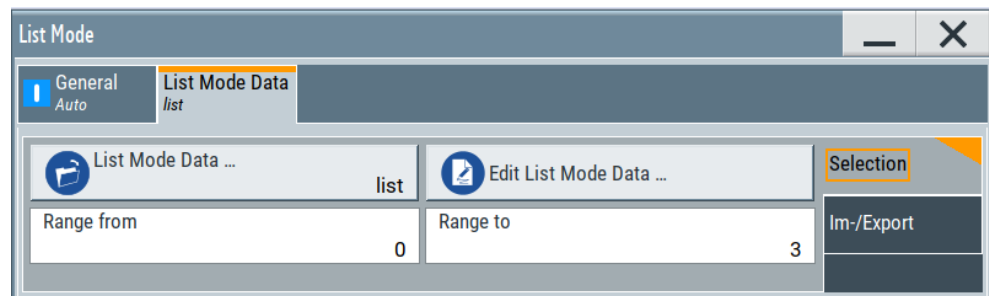 List Mode
General
Auto
List Mode Data
list
List Mode Data ...
list
Edit List Mode Data ...
Selection
Range from
0
Range to
3
Im-/Export